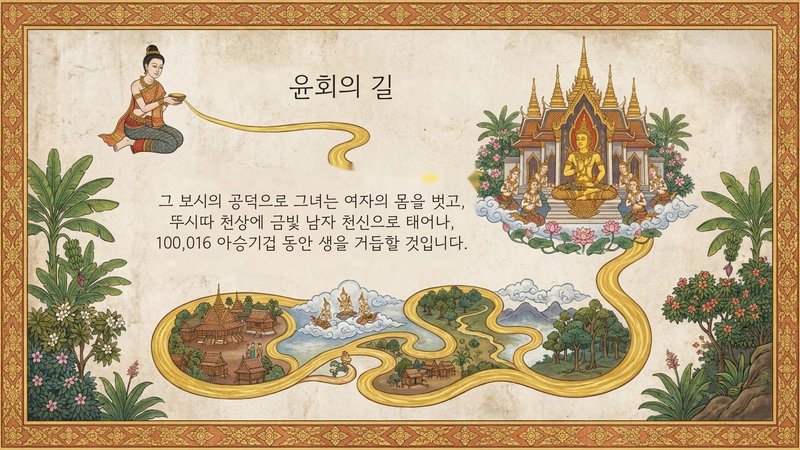 윤회의 길
그 보시의 공덕으로 그녀는 여자의 몸을 벗고,
뚜시따 천상에 금빛 남자 천신으로 태어나,
100,016 아승기겁 동안 생을 거듭할 것입니다.